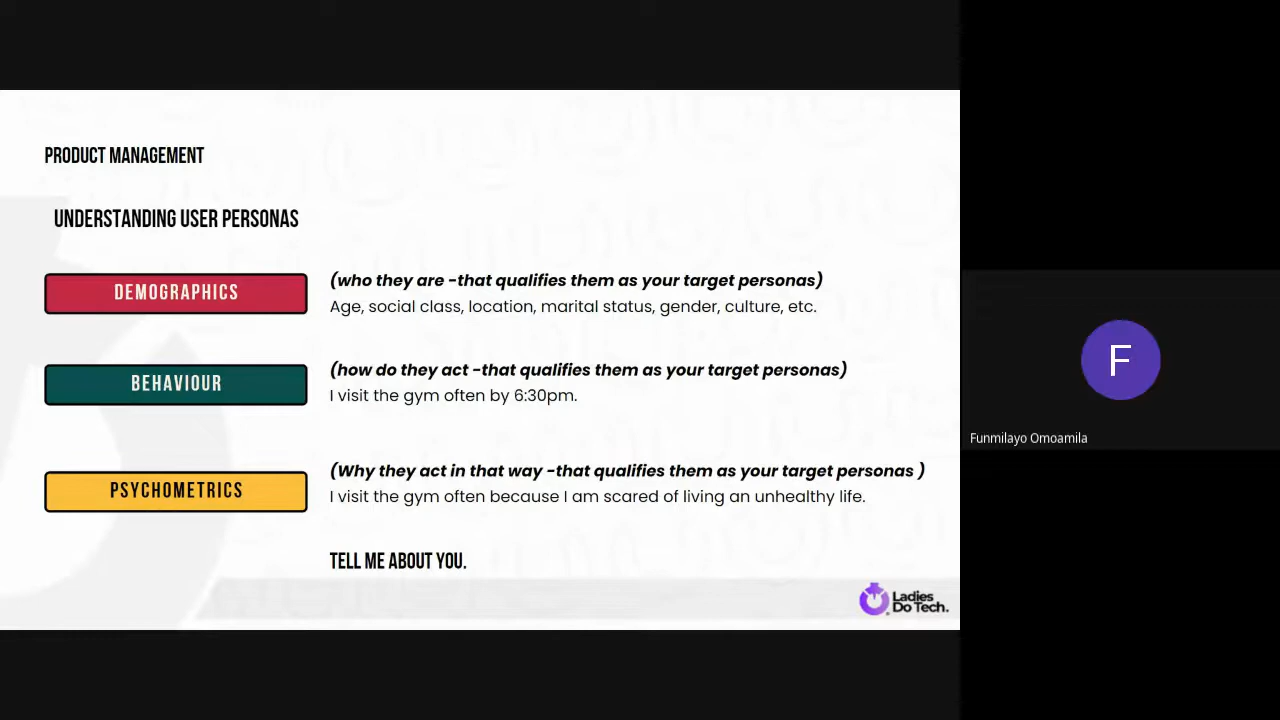 PRODUCT MANAGEMENT
UNDERSTANDING USER PERSONAS
DEMOGRAPHICS
(who they are -that qualifies them as your target personas)
Age, social class, location, marital status, gender, culture, etc.
BEHAVIOUR
(how do they act -that qualifies them as your target personas)
I visit the gym often by 6:30pm.
PSYCHOMETRICS
(Why they act in that way -that qualifies them as your target personas )
I visit the gym often because I am scared of living an unhealthy life.
TELL ME ABOUT YOU.
Ladies
Do Tech.
F
Funmilayo Omoamila